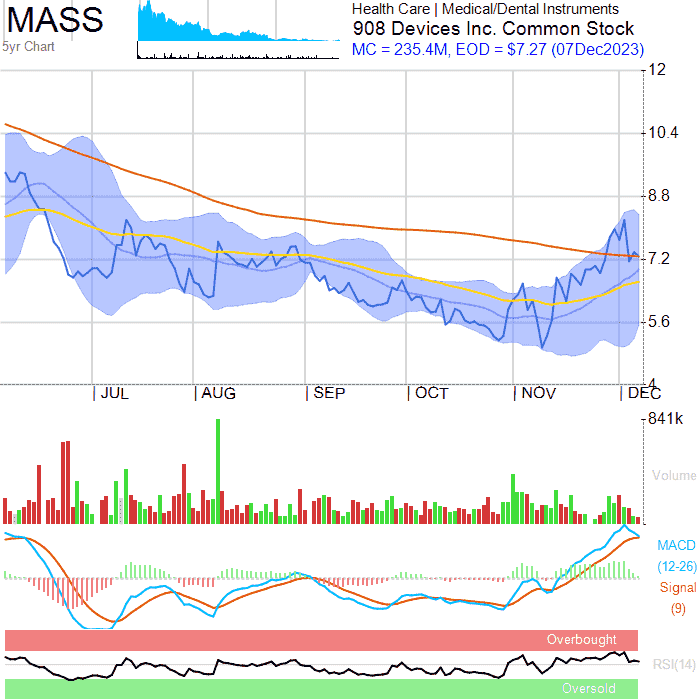 MASS
5yr Chart
Health Care | Medical/Dental Instruments
908 Devices Inc. Common Stock
MC = 235.4M, EOD = $7.27 (07Dec2023)
12
10.4
8.8
7.2
5.6
4
JUL AUG SEP OCT NOV DEC
841k
Volume
MACD
(12-26)
Signal
(9)
Overbought
RSI(14)
Oversold